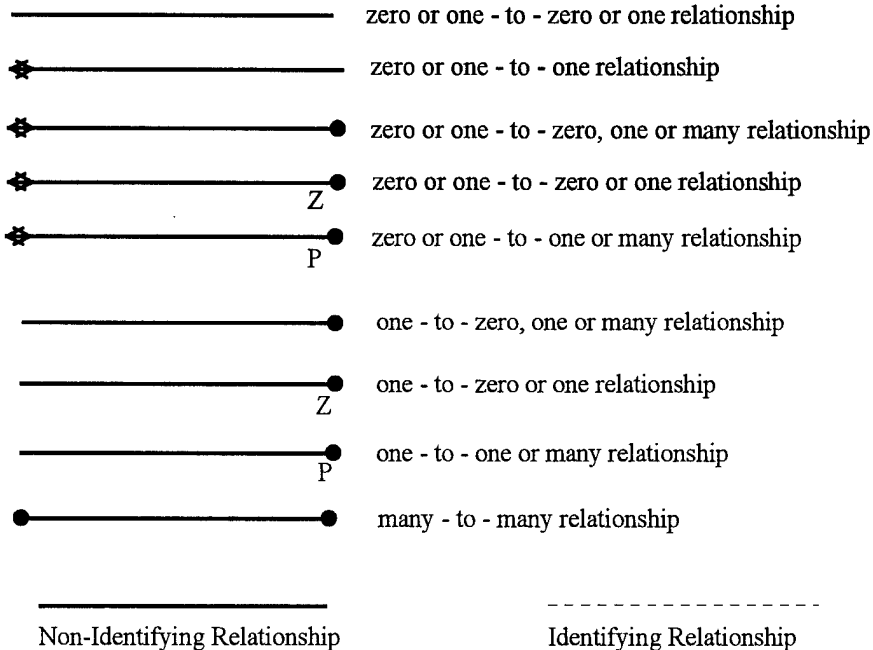 zero or one - to - zero or one relationship
zero or one - to - one relationship
zero or one - to - zero, one or many relationship
zero or one - to - zero or one relationship
Z
zero or one - to - one or many relationship
P
one - to - zero, one or many relationship
one - to - zero or one relationship
Z
one - to - one or many relationship
P
many - to - many relationship
Non-Identifying Relationship
Identifying Relationship